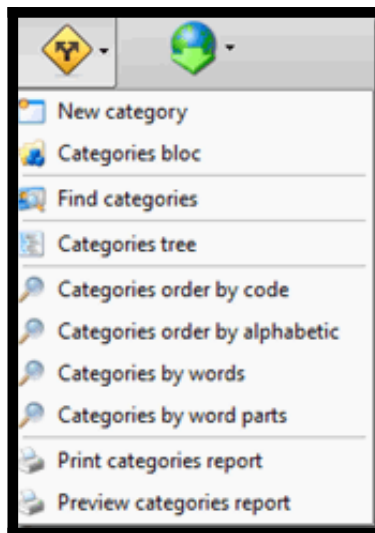 New category
Categories bloc
Find categories
Categories tree
Categories order by code
Categories order by alphabetic
Categories by words
Categories by word parts
Print categories report
Preview categories report